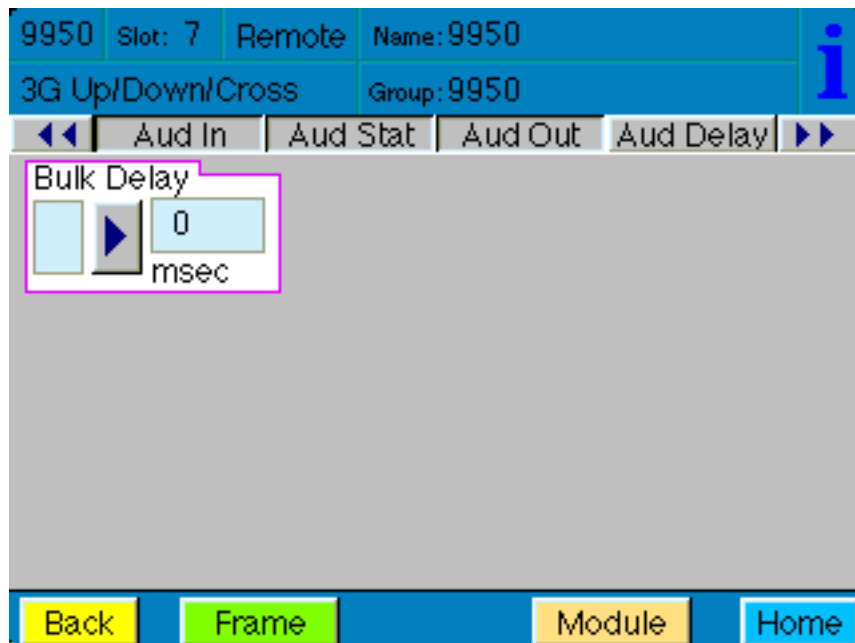 9950 Slot: 7 Remote Name: 9950
3G Up/Down/Cross Group: 9950
Aud In Aud Stat Aud Out Aud Delay
Bulk Delay
0
msec
Back Frame Module Home